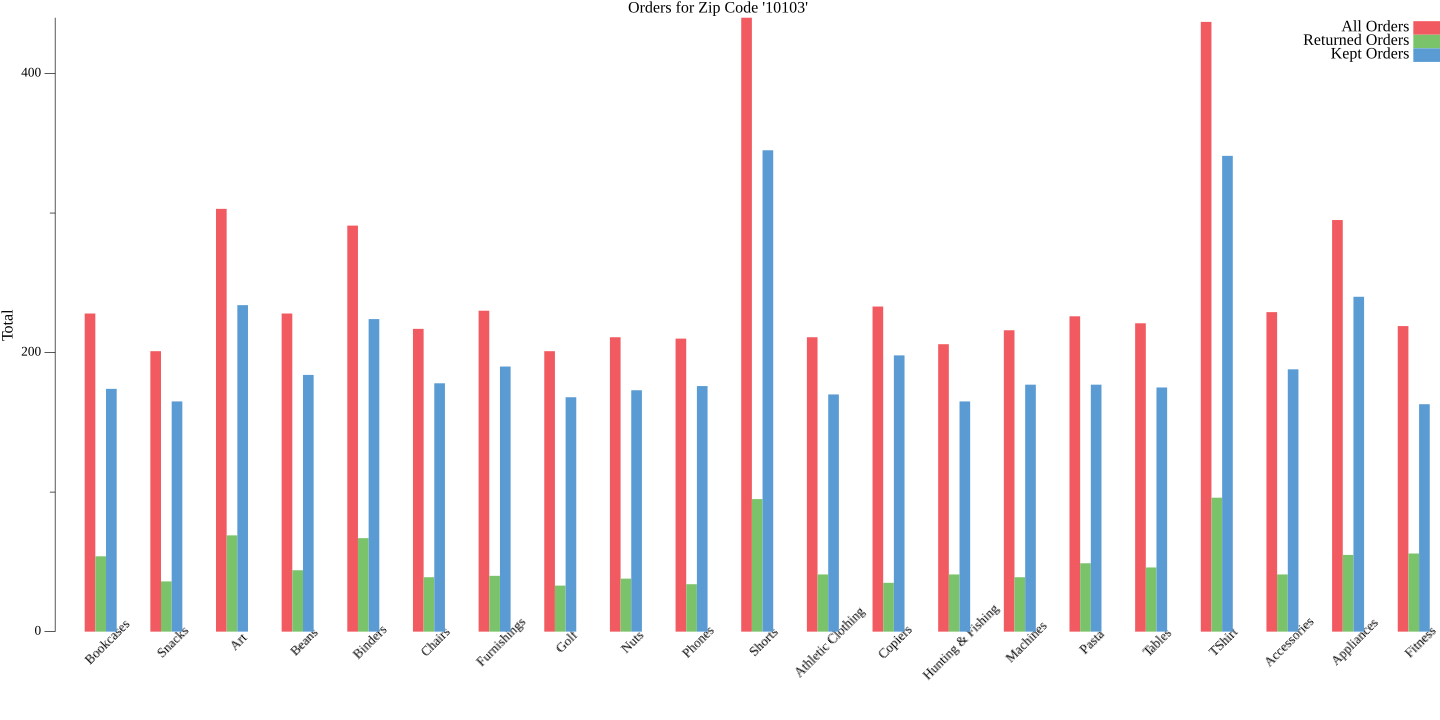 Orders for Zip Code '10103'
All Orders
Returned Orders
Kept Orders
Total
400
200
0
Bookcases
Snacks
Art
Beans
Binders
Chairs
Furnishings
Golf
Nuts
Phones
Shorts
Athletic Clothing
Copiers
Hunting & Fishing
Machines
Pasta
Tables
TShirt
Accessories
Appliances
Fitness